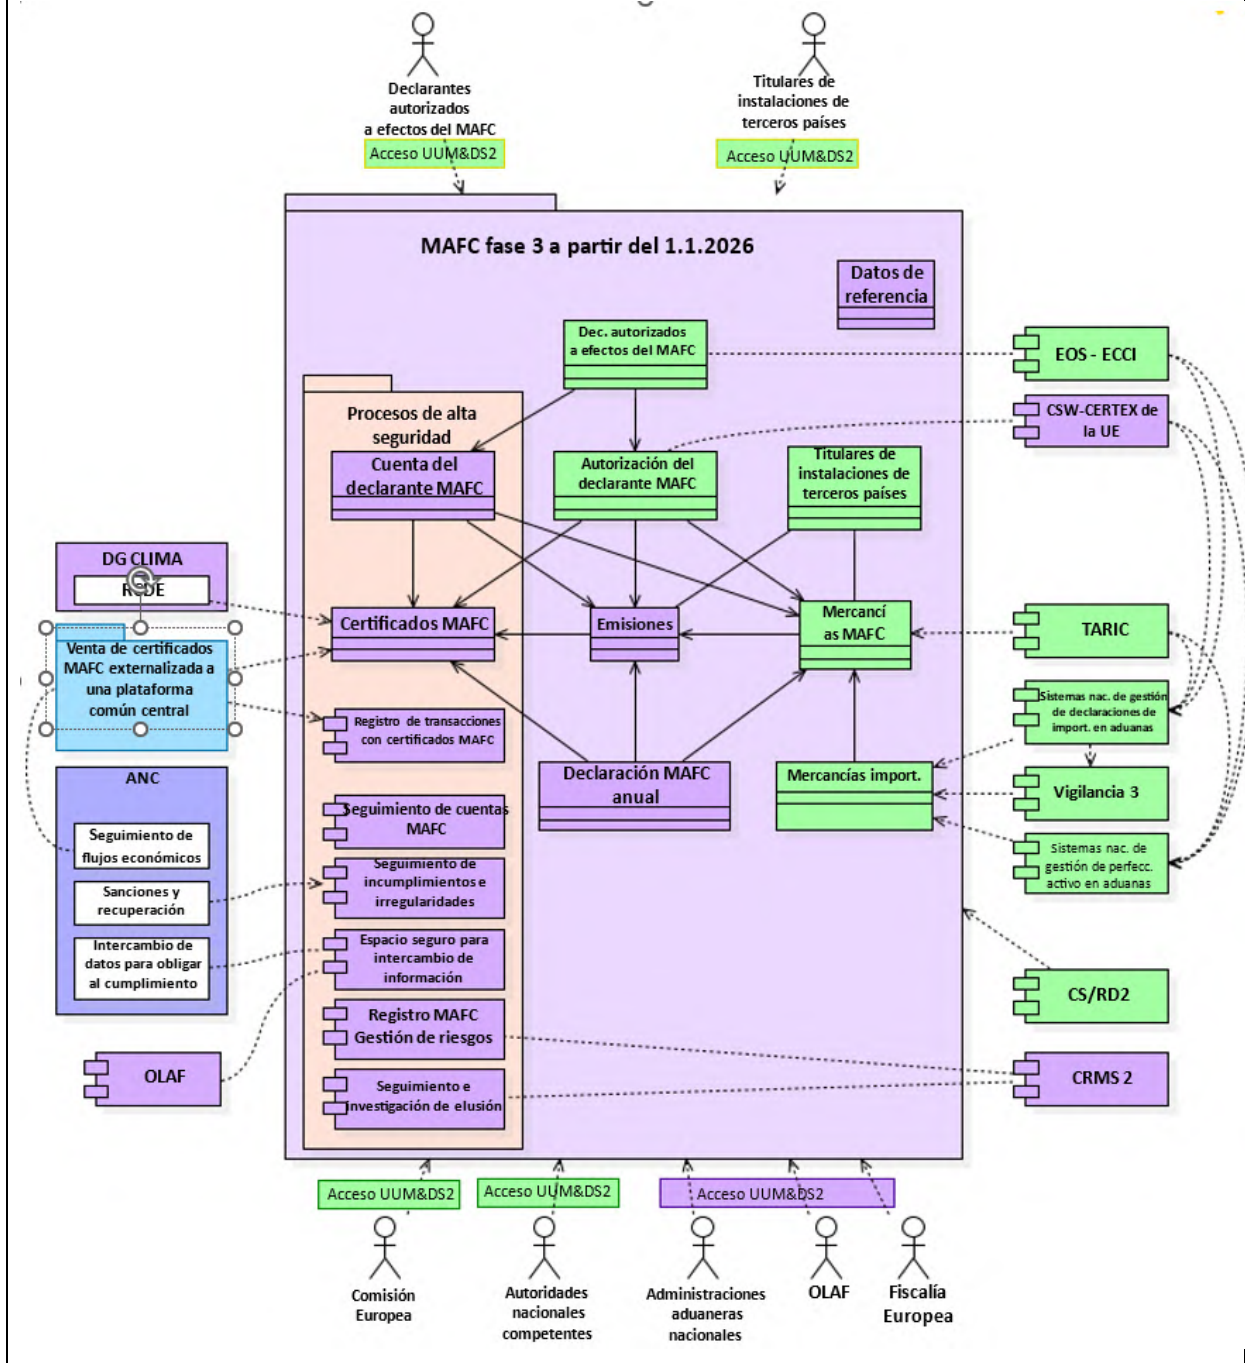 Declarantes
autorizados
a efectos del MAFC
Acceso UUM&DS2
Titulares de
instalaciones de
terceros países
Acceso UUM&DS2
MAFC fase 3 a partir del 1.1.2026
Datos de
referencia
Dec. autorizados
a efectos del MAFC
EOS - ECCI
CSW-CERTEX de
la UE
Procesos de alta
seguridad
Cuenta del
declarante MAFC
Autorización del
declarante MAFC
Titulares de
instalaciones de
terceros países
DG CLIMA
Certificados MAFC
Emisiones
Mercancí
as MAFC
TARIC
Venta de certificados
MAFC externalizada a
una plataforma
común central
Registro de transacciones
con certificados MAFC
Sistemas nac. de gestión
de declaraciones de
import. en aduanas
ANC
Declaración MAFC
anual
Mercancías import.
Vigilancia 3
Seguimiento de cuentas
MAFC
Seguimiento de
flujos económicos
Sistemas nac. de
gestión de perfecc.
activo en aduanas
Seguimiento de
incumplimientos e
irregularidades
Sanciones y
recuperación
Intercambio de
datos para obligar
al cumplimiento
Espacio seguro para
intercambio de
información
CS/RD2
Registro MAFC
Gestión de riesgos
OLAF
CRMS 2
Seguimiento e
investigación de elusión
Acceso UUM&DS2
Acceso UUM&DS2
Acceso UUM&DS2
Comisión
Europea
Autoridades
nacionales
competentes
Administraciones
aduaneras
nacionales
OLAF
Fiscalía
Europea